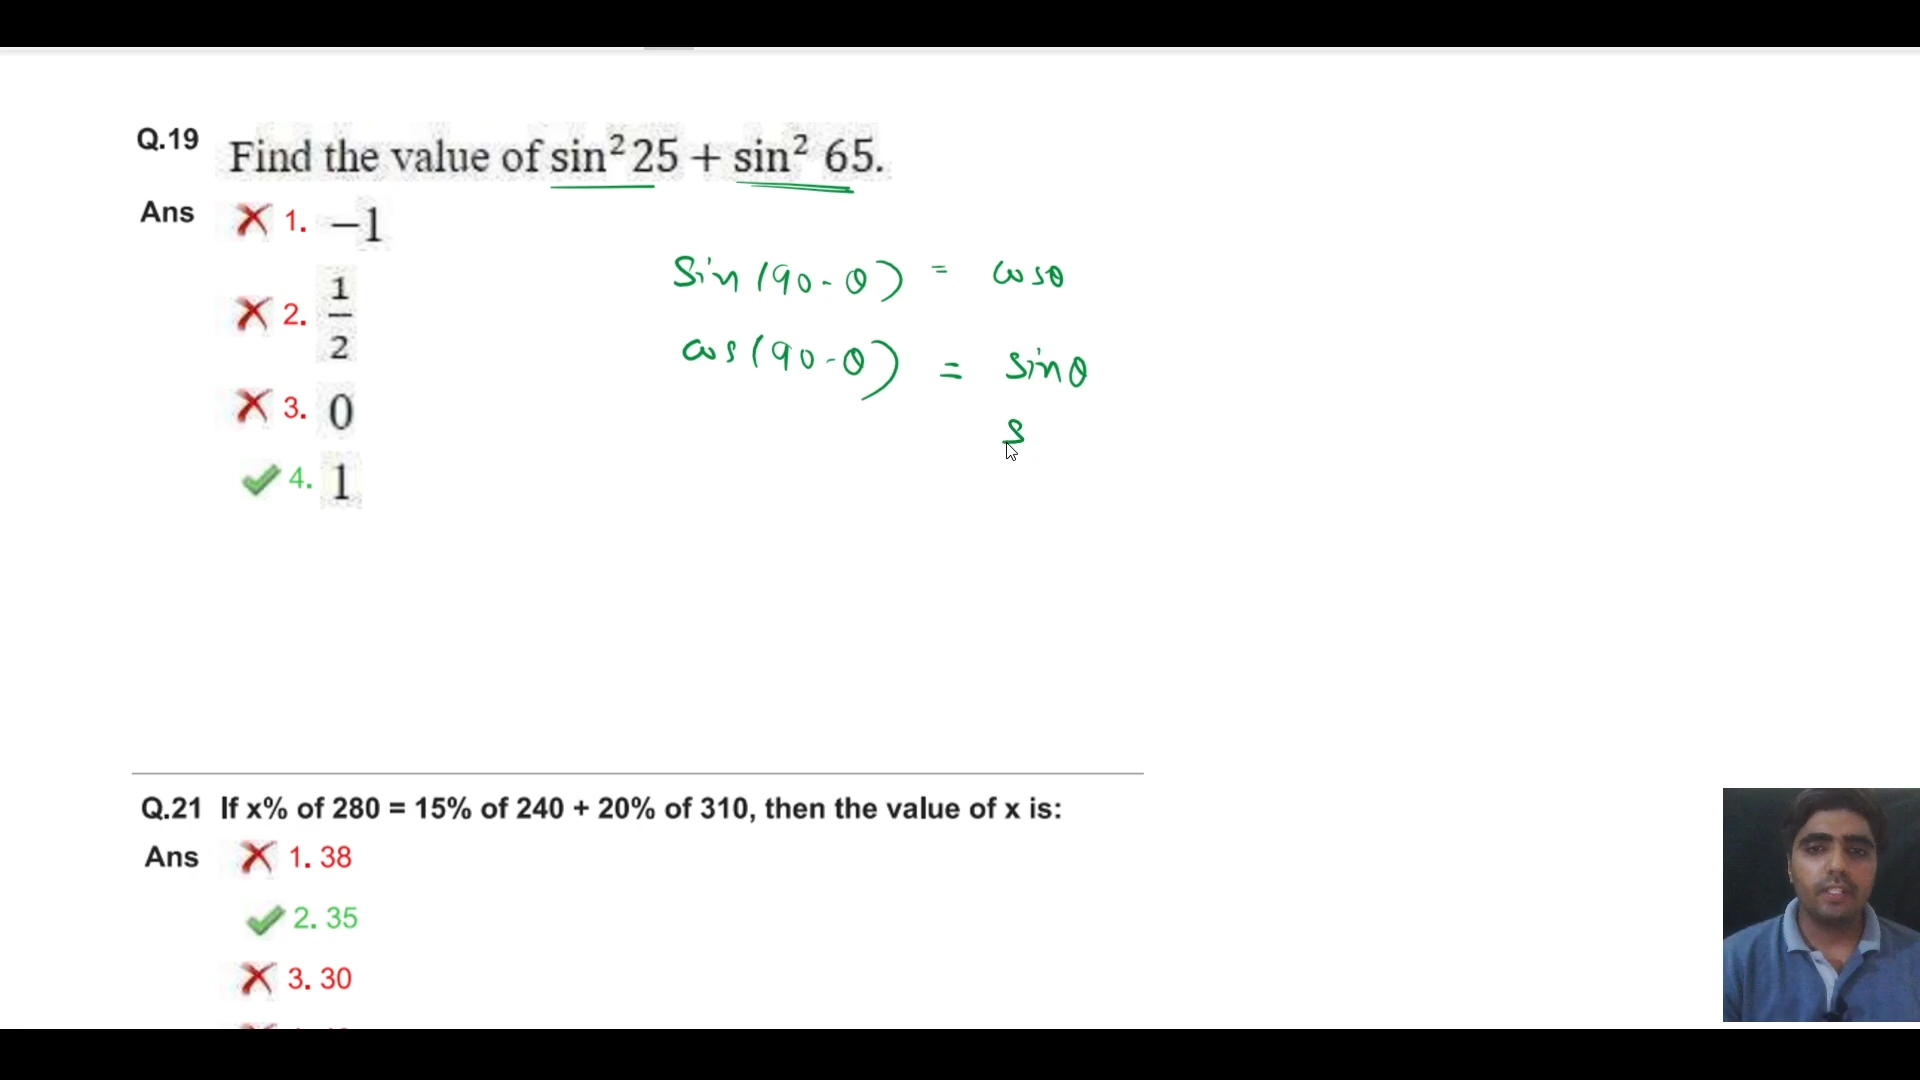 Q.19 Find the value of sin² 25 + sin² 65.
Ans 1. −1
2. 1/2
3. 0
4. 1
sin(90-θ) = cosθ
cos(90-θ) = sinθ
s
Q.21 If x% of 280 = 15% of 240 + 20% of 310, then the value of x is:
Ans 1. 38
2. 35
3. 30